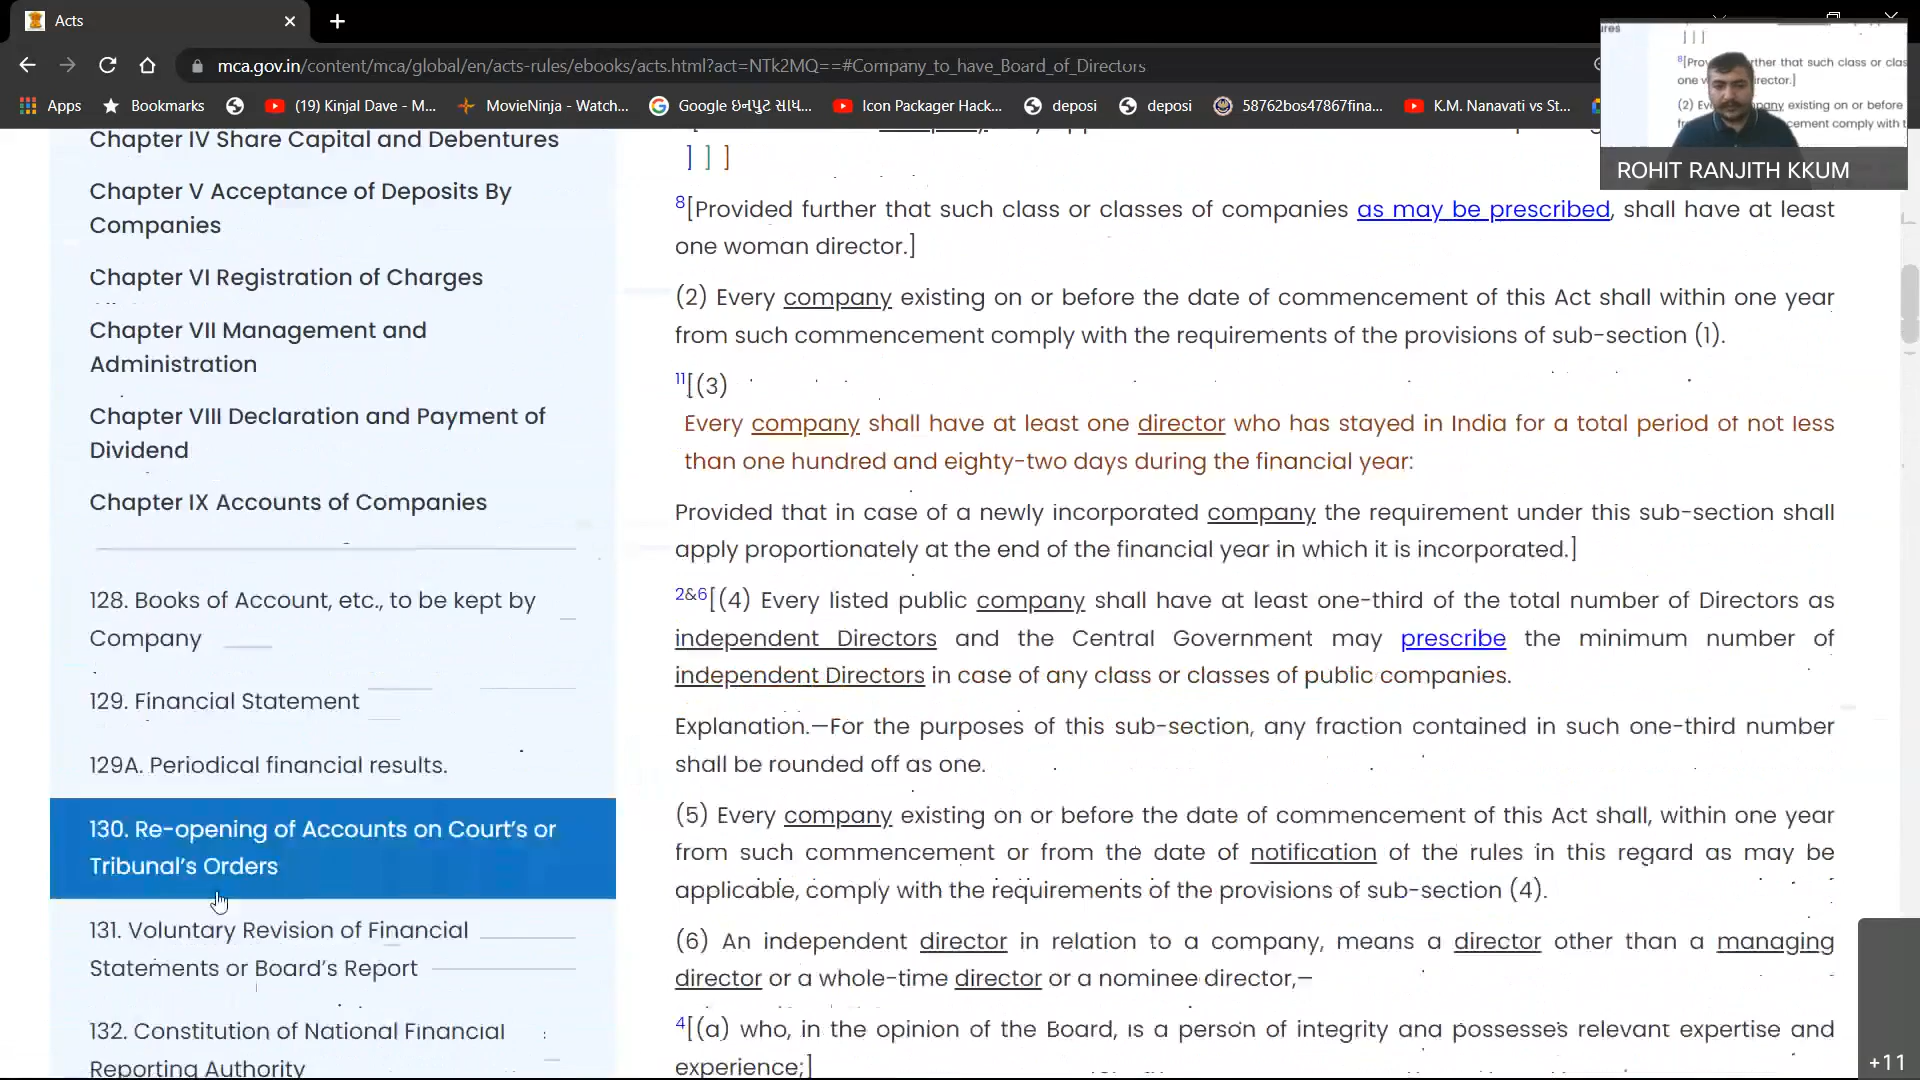 Acts
mca.gov.in/content/mca/global/en/acts-rules/ebooks/acts.html?act=NTk2MQ==#Company_to_have_Board_of_Directors
Apps
Bookmarks
(19) Kinjal Dave - M...
MovieNinja - Watch...
Google ઇનપુટ સાધ...
Icon Packager Hack...
deposi
deposi
58762bos47867fina...
K.M. Nanavati vs St...
Chapter IV Share Capital and Debentures
Chapter V Acceptance of Deposits By
Companies
Chapter VI Registration of Charges
Chapter VII Management and
Administration
Chapter VIII Declaration and Payment of
Dividend
Chapter IX Accounts of Companies
128. Books of Account, etc., to be kept by
Company
129. Financial Statement
129A. Periodical financial results.
130. Re-opening of Accounts on Court's or
Tribunal's Orders
131. Voluntary Revision of Financial
Statements or Board's Report
132. Constitution of National Financial
Reporting Authority
] ] ]
8[Provided further that such class or classes of companies as may be prescribed, shall have at least
one woman director.]
(2) Every company existing on or before the date of commencement of this Act shall within one year
from such commencement comply with the requirements of the provisions of sub-section (1).
11[(3)
Every company shall have at least one director who has stayed in India for a total period of not less
than one hundred and eighty-two days during the financial year:
Provided that in case of a newly incorporated company the requirement under this sub-section shall
apply proportionately at the end of the financial year in which it is incorporated.]
2&6[(4) Every listed public company shall have at least one-third of the total number of Directors as
independent Directors and the Central Government may prescribe the minimum number of
independent Directors in case of any class or classes of public companies.
Explanation.—For the purposes of this sub-section, any fraction contained in such one-third number
shall be rounded off as one.
(5) Every company existing on or before the date of commencement of this Act shall, within one year
from such commencement or from the date of notification of the rules in this regard as may be
applicable, comply with the requirements of the provisions of sub-section (4).
(6) An independent director in relation to a company, means a director other than a managing
director or a whole-time director or a nominee director,—
4[(a) who, in the opinion of the Board, is a person of integrity and possesses relevant expertise and
experience;]
ROHIT RANJITH KKUM
+11